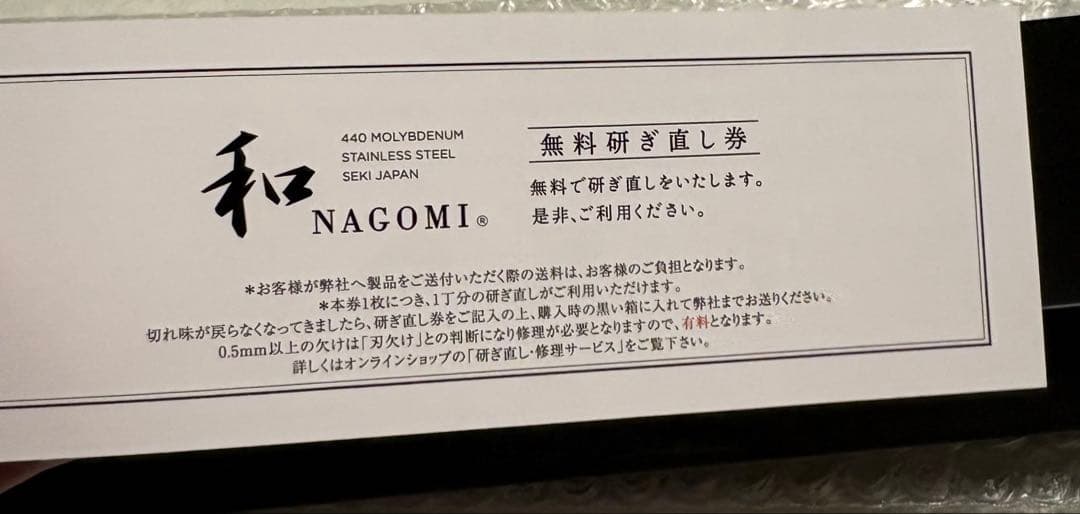 和
440 MOLYBDENUM
STAINLESS STEEL
SEKI JAPAN
NAGOMI®
無料研ぎ直し券
無料で研ぎ直しをいたします。
是非、ご利用ください。
＊お客様が弊社へ製品をご送付いただく際の送料は、お客様のご負担となります。
＊本券1枚につき、1丁分の研ぎ直しがご利用いただけます。
切れ味が戻らなくなってきましたら、研ぎ直し券をご記入の上、購入時の黒い箱に入れて弊社までお送りください。
0.5mm以上の欠けは「刃欠け」との判断になり修理が必要となりますので、有料となります。
詳しくはオンラインショップの「研ぎ直し・修理サービス」をご覧下さい。